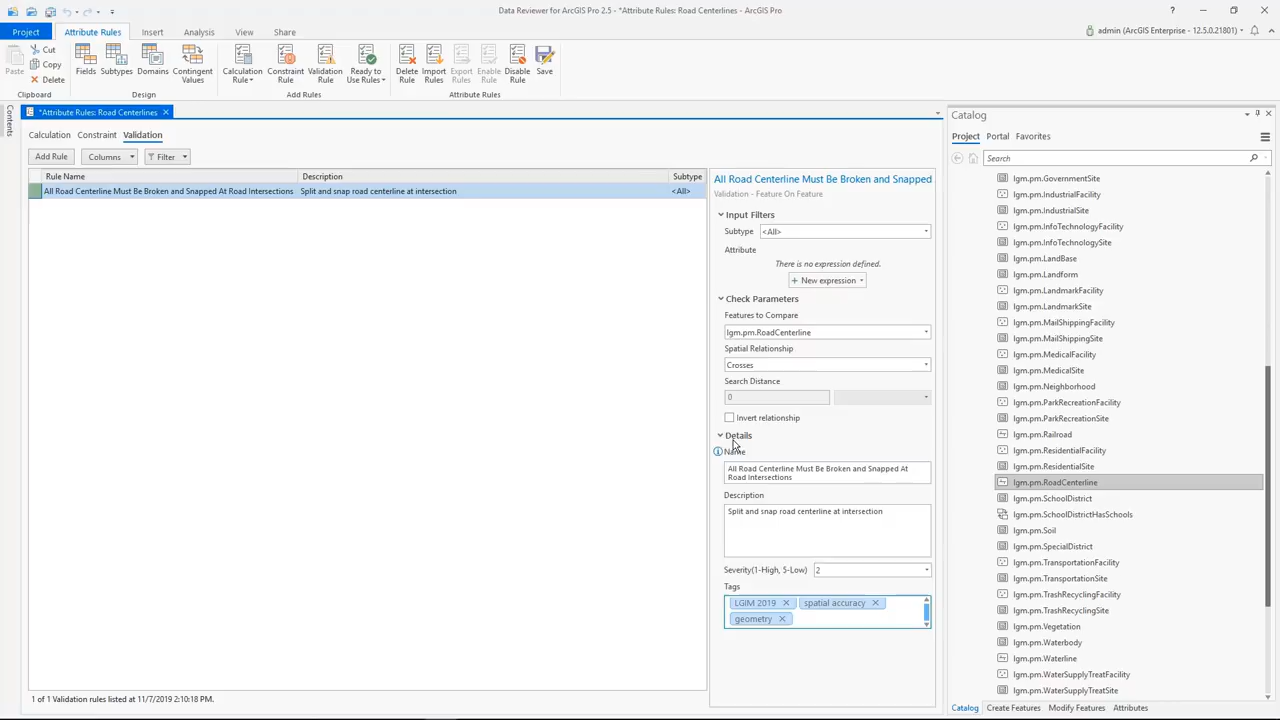 Data Reviewer for ArcGIS Pro 2.5 - *Attribute Rules: Road Centerlines - ArcGIS Pro
?
Project
Attribute Rules
Insert
Analysis
View
Share
admin (ArcGIS Enterprise - 12.5.0.21801)
Paste
Cut
Copy
Delete
Clipboard
Fields
Subtypes
Domains
Contingent Values
Design
Calculation Rule
Constraint Rule
Validation Rule
Ready to Use Rules
Add Rules
Delete Rule
Import Rules
Export Rules
Enable Rule
Disable Rule
Save
Attribute Rules
Contents
*Attribute Rules: Road Centerlines
Calculation
Constraint
Validation
Add Rule
Columns
Filter
Rule Name
Description
Subtype
All Road Centerline Must Be Broken and Snapped At Road Intersections
Split and snap road centerline at intersection
<All>
1 of 1 Validation rules listed at 11/7/2019 2:10:18 PM.
All Road Centerline Must Be Broken and Snapped
Validation - Feature On Feature
Input Filters
Subtype
<All>
Attribute
There is no expression defined.
+ New expression
Check Parameters
Features to Compare
lgm.pm.RoadCenterline
Spatial Relationship
Crosses
Search Distance
0
Invert relationship
Details
Name
All Road Centerline Must Be Broken and Snapped At
Road Intersections
Description
Split and snap road centerline at intersection
Severity(1-High, 5-Low)
2
Tags
LGIM 2019
spatial accuracy
geometry
Catalog
Project
Portal
Favorites
Search
lgm.pm.GovernmentSite
lgm.pm.IndustrialFacility
lgm.pm.IndustrialSite
lgm.pm.InfoTechnologyFacility
lgm.pm.InfoTechnologySite
lgm.pm.LandBase
lgm.pm.Landform
lgm.pm.LandmarkFacility
lgm.pm.LandmarkSite
lgm.pm.MailShippingFacility
lgm.pm.MailShippingSite
lgm.pm.MedicalFacility
lgm.pm.MedicalSite
lgm.pm.Neighborhood
lgm.pm.ParkRecreationFacility
lgm.pm.ParkRecreationSite
lgm.pm.Railroad
lgm.pm.ResidentialFacility
lgm.pm.ResidentialSite
lgm.pm.RoadCenterline
lgm.pm.SchoolDistrict
lgm.pm.SchoolDistrictHasSchools
lgm.pm.Soil
lgm.pm.SpecialDistrict
lgm.pm.TransportationFacility
lgm.pm.TransportationSite
lgm.pm.TrashRecyclingFacility
lgm.pm.TrashRecyclingSite
lgm.pm.Vegetation
lgm.pm.Waterbody
lgm.pm.Waterline
lgm.pm.WaterSupplyTreatFacility
lgm.pm.WaterSupplyTreatSite
Catalog
Create Features
Modify Features
Attributes